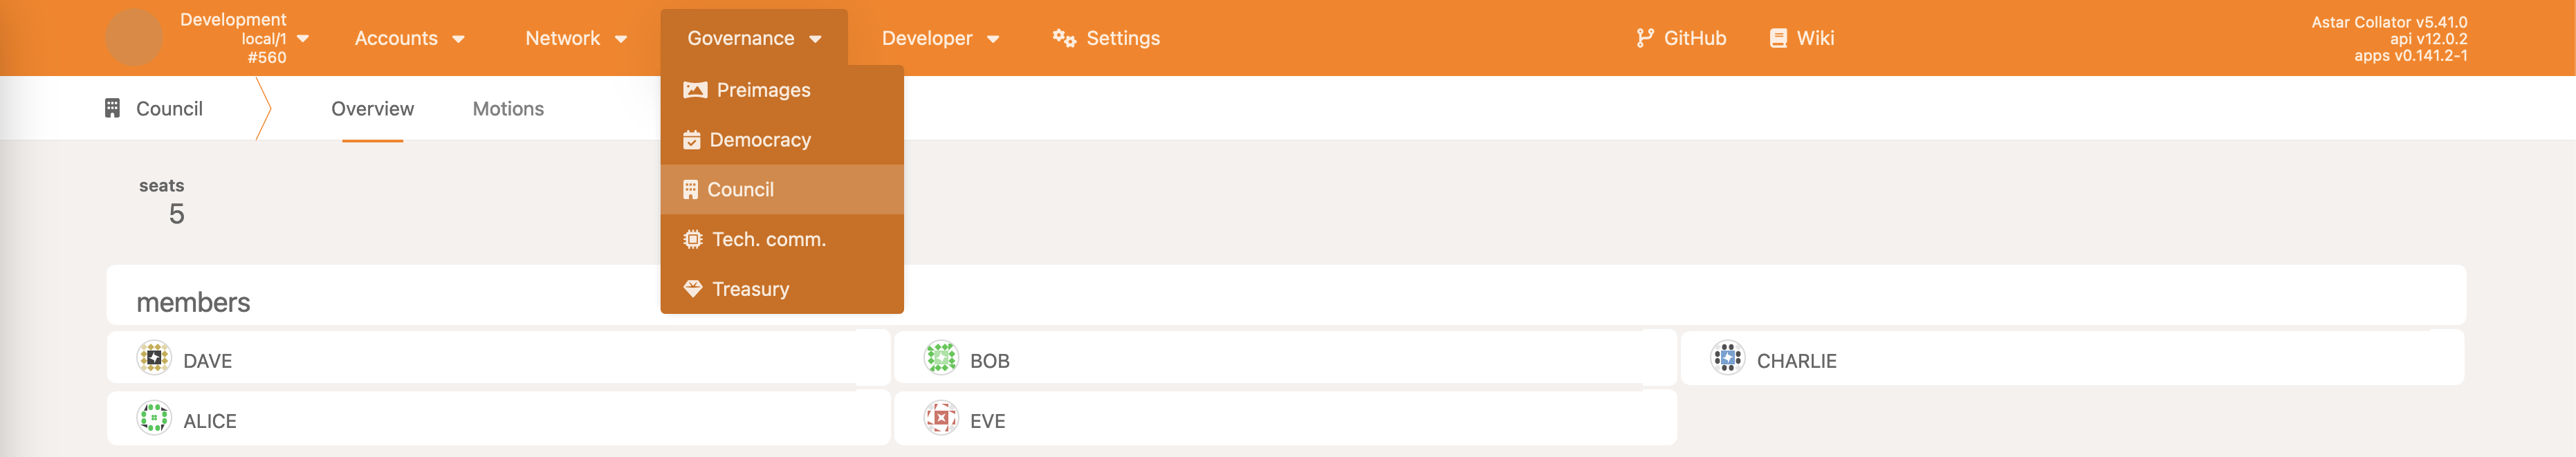 Development
local/1
#560
Accounts
Network
Governance
Developer
Settings
GitHub
Wiki
Astar Collator v5.41.0
api v12.0.2
apps v0.141.2-1
Council
Overview
Motions
Preimages
Democracy
Council
Tech. comm.
Treasury
seats
5
members
DAVE
BOB
CHARLIE
ALICE
EVE